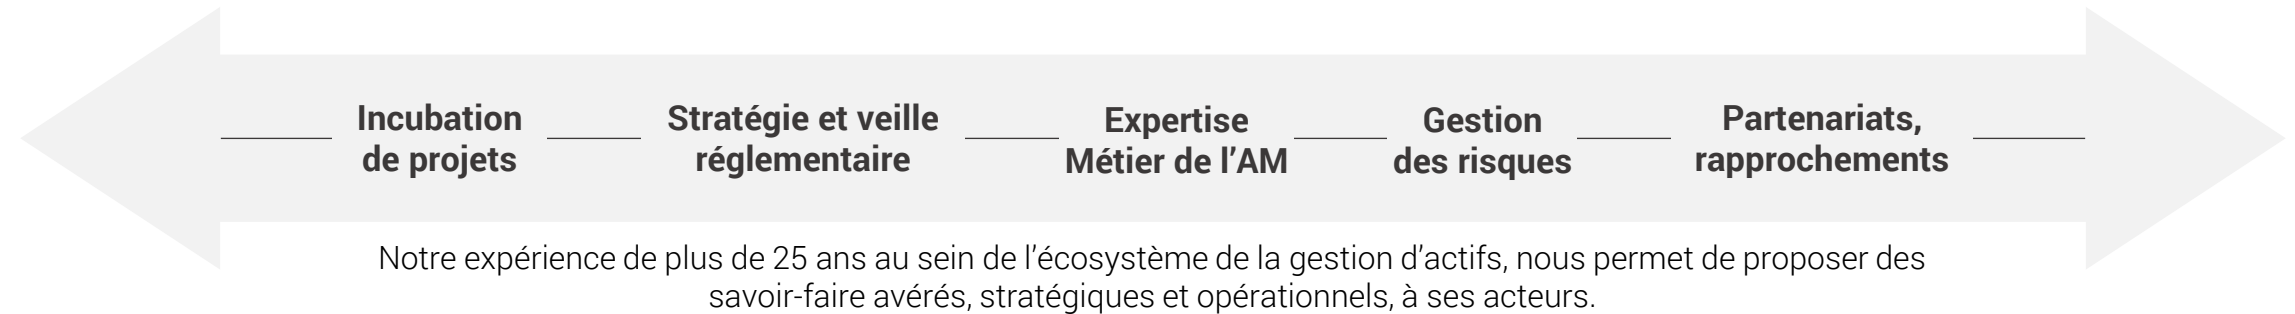 Incubation
de projets
Stratégie et veille
réglementaire
Expertise
Métier de l’AM
Gestion
des risques
Partenariats,
rapprochements
Notre expérience de plus de 25 ans au sein de l’écosystème de la gestion d’actifs, nous permet de proposer des
savoir-faire avérés, stratégiques et opérationnels, à ses acteurs.